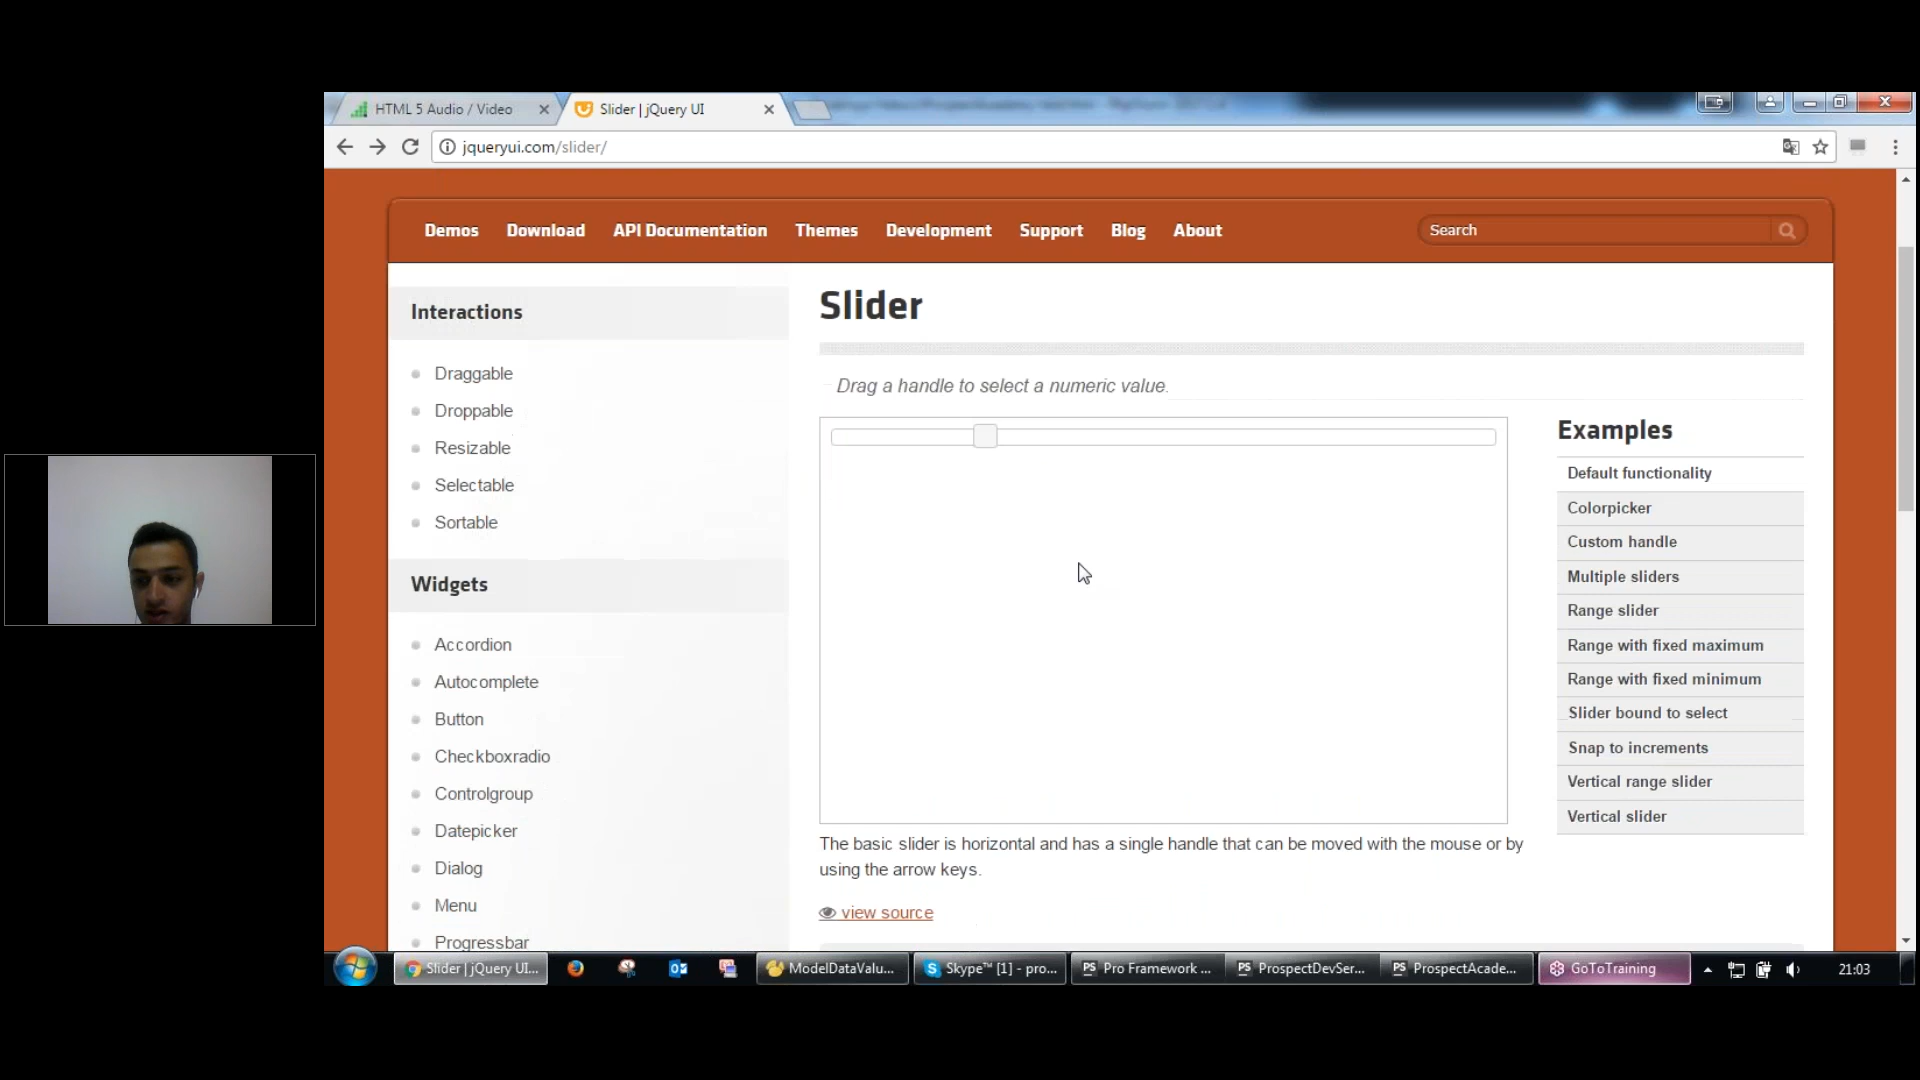 HTML 5 Audio / Video
Slider | jQuery UI
jqueryui.com/slider/
Demos
Download
API Documentation
Themes
Development
Support
Blog
About
Search
Interactions
Draggable
Droppable
Resizable
Selectable
Sortable
Widgets
Accordion
Autocomplete
Button
Checkboxradio
Controlgroup
Datepicker
Dialog
Menu
Progressbar
Slider
Drag a handle to select a numeric value.
The basic slider is horizontal and has a single handle that can be moved with the mouse or by
using the arrow keys.
view source
Examples
Default functionality
Colorpicker
Custom handle
Multiple sliders
Range slider
Range with fixed maximum
Range with fixed minimum
Slider bound to select
Snap to increments
Vertical range slider
Vertical slider
Slider | jQuery UI...
ModelDataValu...
Skype™ [1] - pro...
Pro Framework ...
ProspectDevSer...
ProspectAcade...
GoToTraining
21:03